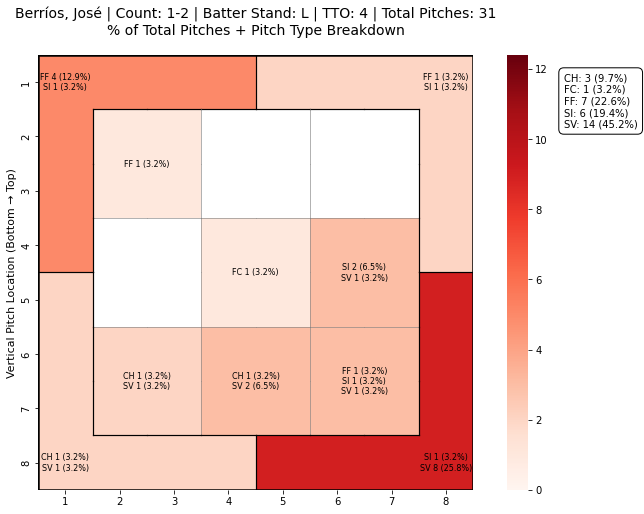 Berríos, José | Count: 1-2 | Batter Stand: L | TTO: 4 | Total Pitches: 31
% of Total Pitches + Pitch Type Breakdown
FF 4 (12.9%)
SI 1 (3.2%)
FF 1 (3.2%)
SI 1 (3.2%)
FF 1 (3.2%)
FC 1 (3.2%)
SI 2 (6.5%)
SV 1 (3.2%)
CH 1 (3.2%)
SV 1 (3.2%)
CH 1 (3.2%)
SV 2 (6.5%)
FF 1 (3.2%)
SI 1 (3.2%)
SV 1 (3.2%)
CH 1 (3.2%)
SV 1 (3.2%)
SI 1 (3.2%)
SV 8 (25.8%)
Vertical Pitch Location (Bottom → Top)
1
2
3
4
5
6
7
8
1 2 3 4 5 6 7 8
12
10
8
6
4
2
0
CH: 3 (9.7%)
FC: 1 (3.2%)
FF: 7 (22.6%)
SI: 6 (19.4%)
SV: 14 (45.2%)